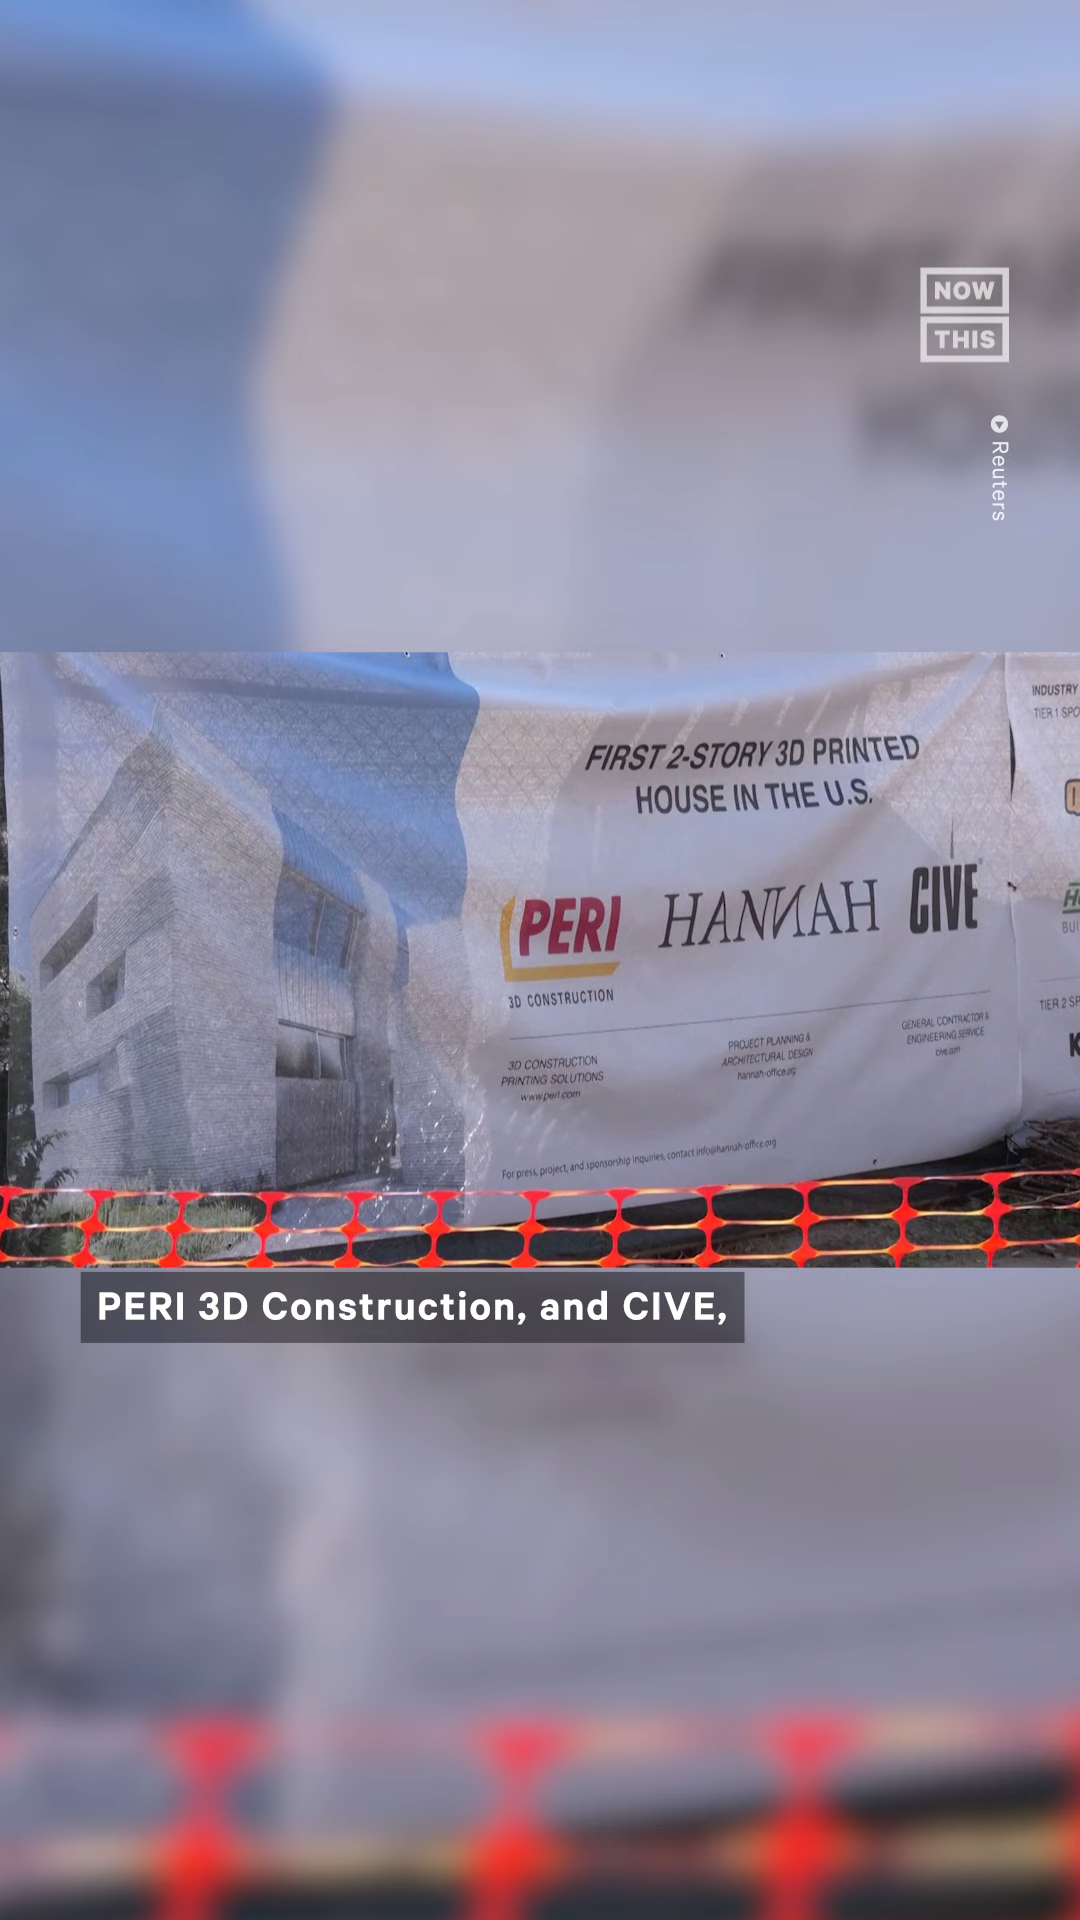 NOW
THIS
Reuters
INDUSTRY
TIER 1 SPO
FIRST 2-STORY 3D PRINTED
HOUSE IN THE U.S.
PERI HANNAH CIVE
3D CONSTRUCTION
3D CONSTRUCTION
PRINTING SOLUTIONS
www.peri.com
PROJECT PLANNING &
ARCHITECTURAL DESIGN
hannah-office.org
GENERAL CONTRACTOR &
ENGINEERING SERVICE
cive.com
BUI
TIER 2 SP
K
For press, project, and sponsorship inquiries, contact info@hannah-office.org
PERI 3D Construction, and CIVE,